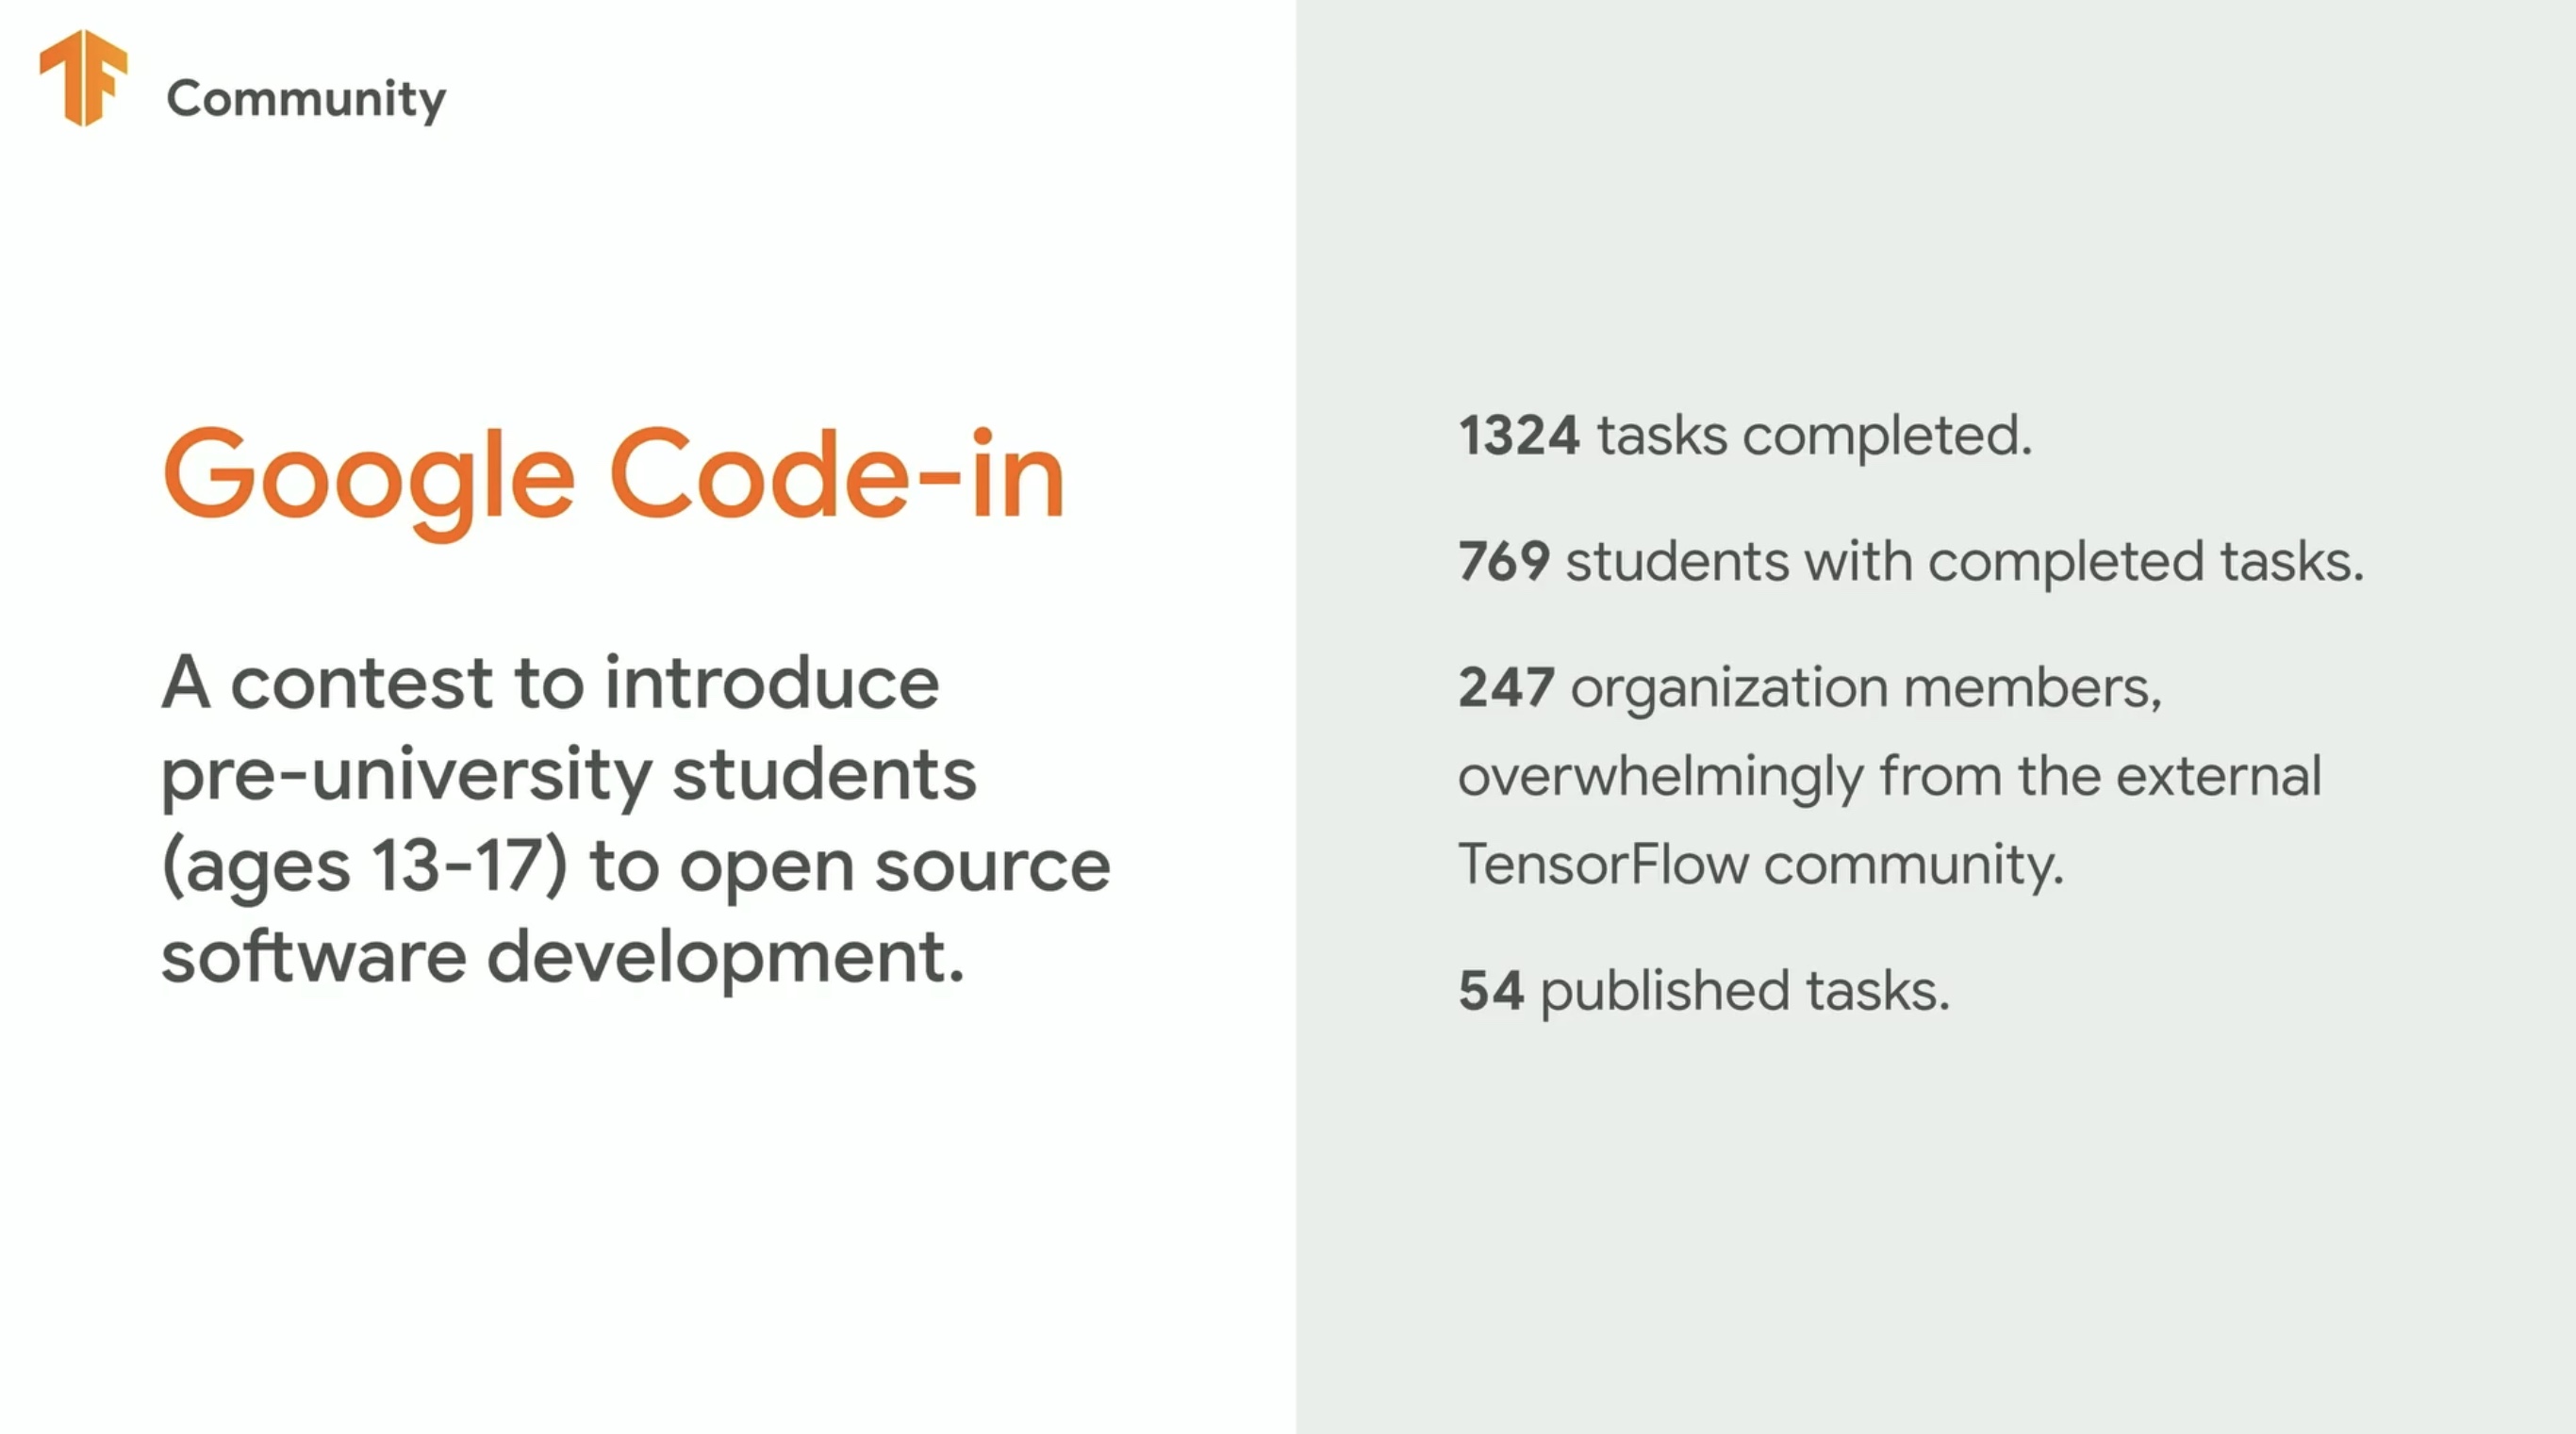 Community
Google Code-in
A contest to introduce
pre-university students
(ages 13-17) to open source
software development.
1324 tasks completed.
769 students with completed tasks.
247 organization members,
overwhelmingly from the external
TensorFlow community.
54 published tasks.